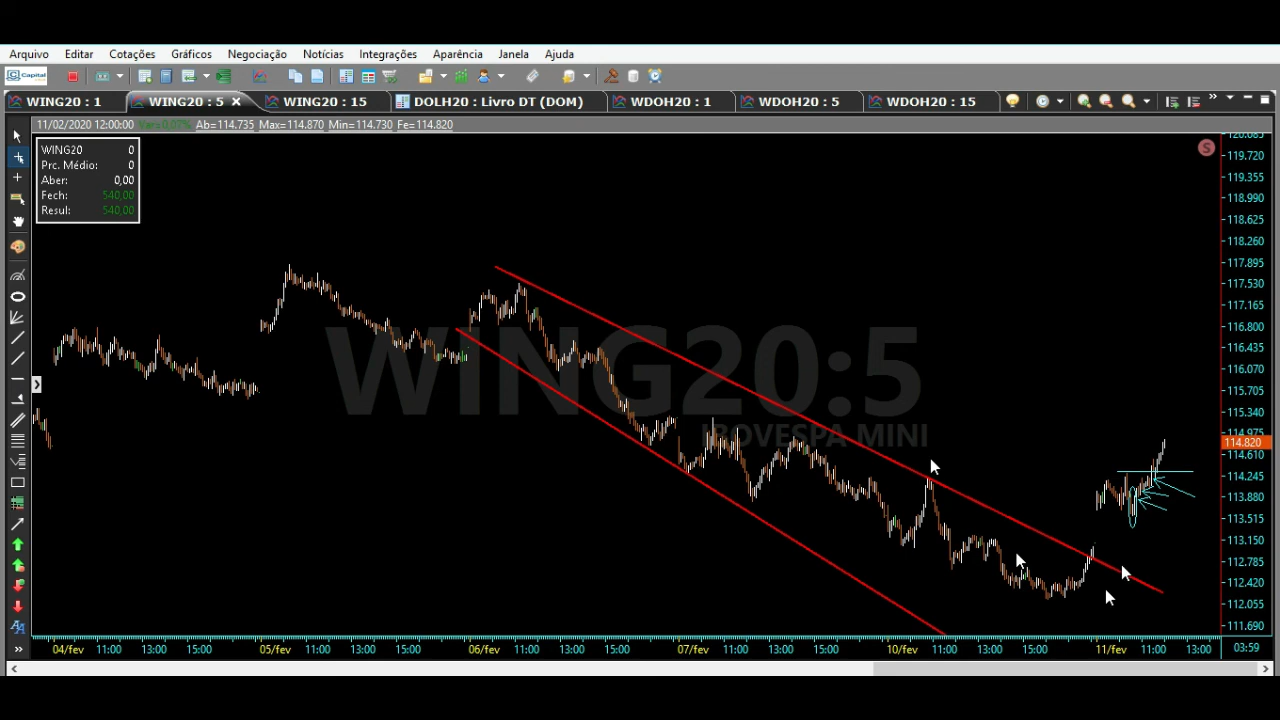 Arquivo Editar Cotações Gráficos Negociação Notícias Integrações Aparência Janela Ajuda
Capital
WING20 : 1 WING20 : 5 × WING20 : 15 DOLH20 : Livro DT (DOM) WDOH20 : 1 WDOH20 : 5 WDOH20 : 15
11/02/2020 12:00:00 Var=0,07% Ab=114.735 Max=114.870 Min=114.730 Fe=114.820
WING20 0
Prc. Médio: 0
Aber: 0,00
Fech: 540,00
Resul: 540,00
S
WING20:5
IBOVESPA MINI
120.085
119.720
119.355
118.990
118.625
118.260
117.895
117.530
117.165
116.800
116.435
116.070
115.705
115.340
114.975
114.820
114.610
114.245
113.880
113.515
113.150
112.785
112.420
112.055
111.690
04/fev 11:00 13:00 15:00 05/fev 11:00 13:00 15:00 06/fev 11:00 13:00 15:00 07/fev 11:00 13:00 15:00 10/fev 11:00 13:00 15:00 11/fev 11:00 13:00 03:59